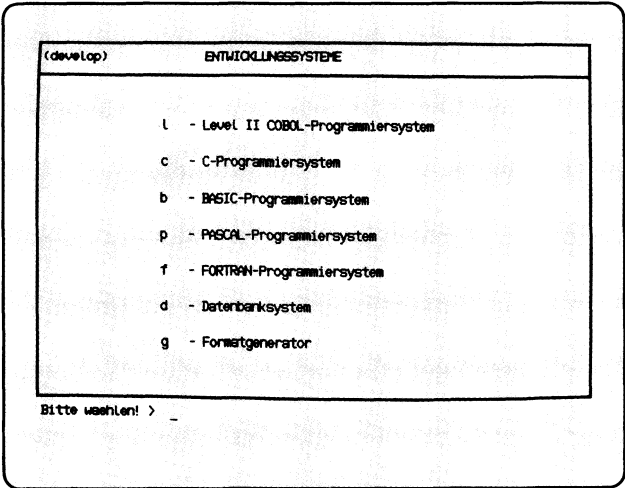 (develop) ENTWICKLUNGSSYSTEME
l - Level II COBOL-Programmiersystem
c - C-Programmiersystem
b - BASIC-Programmiersystem
p - PASCAL-Programmiersystem
f - FORTRAN-Programmiersystem
d - Datenbanksystem
g - Formatgenerator
Bitte waehlen! > _